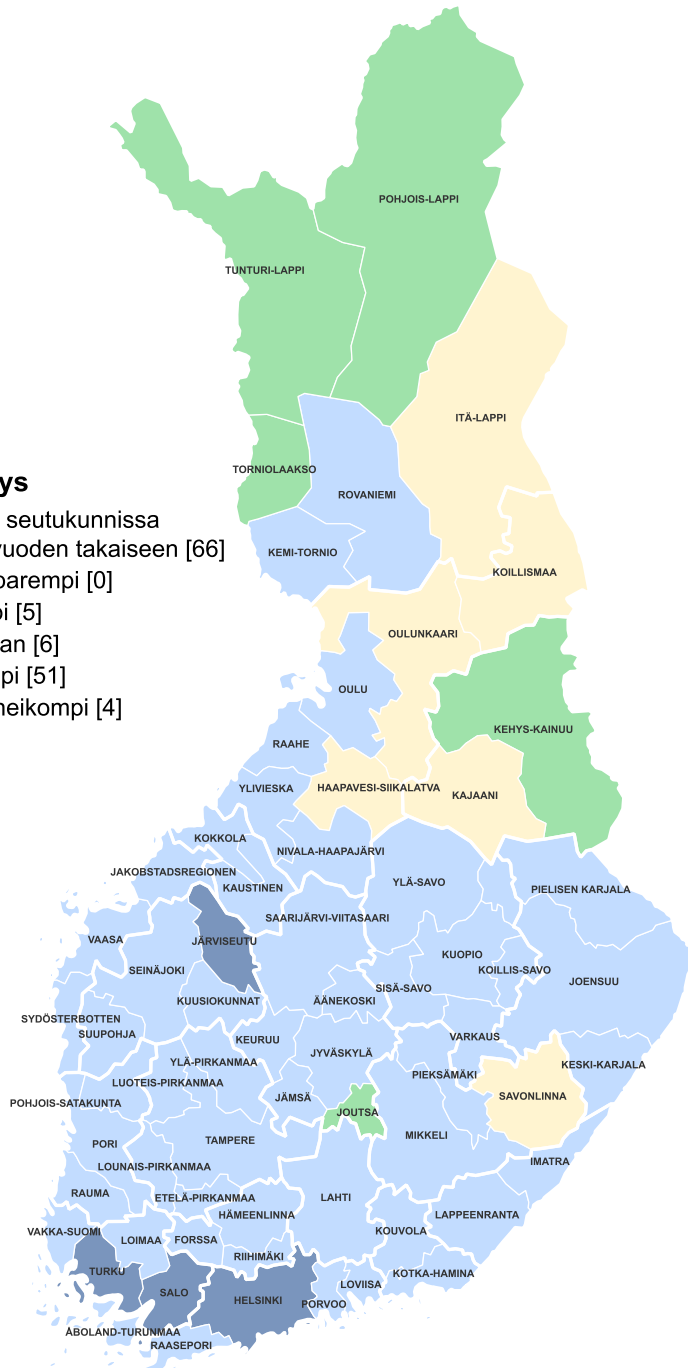 POHJOIS-LAPPI
TUNTURI-LAPPI
ITÄ-LAPPI
TORNIOLAAKSO
ys
ROVANIEMI
seutukunnissa
vuoden takaiseen [66]
KEMI-TORNIO
parempi [0]
KOILLISMAA
pi [5]
OULUNKAARI
an [6]
pi [51]
OULU
heikompi [4]
KEHYS-KAINUU
RAAHE
YLIVIESKA
HAAPAVESI-SIIKALATVA
KAJAANI
KOKKOLA
NIVALA-HAAPAJÄRVI
JAKOBSTADSREGIONEN
YLÄ-SAVO
KAUSTINEN
PIELISEN KARJALA
SAARIJÄRVI-VIITASAARI
VAASA
JÄRVISEUTU
KUOPIO
SEINÄJOKI
KOILLIS-SAVO
JOENSUU
SISÄ-SAVO
KUUSIOKUNNAT
ÄÄNEKOSKI
SYDÖSTERBOTTEN
SUUPOHJA
KEURUU
VARKAUS
JYVÄSKYLÄ
YLÄ-PIRKANMAA
KESKI-KARJALA
PIEKSÄMÄKI
LUOTEIS-PIRKANMAA
SAVONLINNA
JÄMSÄ
POHJOIS-SATAKUNTA
JOUTSA
MIKKELI
TAMPERE
PORI
IMATRA
LOUNAIS-PIRKANMAA
RAUMA
ETELÄ-PIRKANMAA
LAHTI
HÄMEENLINNA
LAPPEENRANTA
VAKKA-SUOMI
KOUVOLA
LOIMAA
FORSSA
RIIHIMÄKI
TURKU
KOTKA-HAMINA
LOVIISA
SALO
HELSINKI
PORVOO
ÅBOLAND-TURUNMAA
RAASEPORI